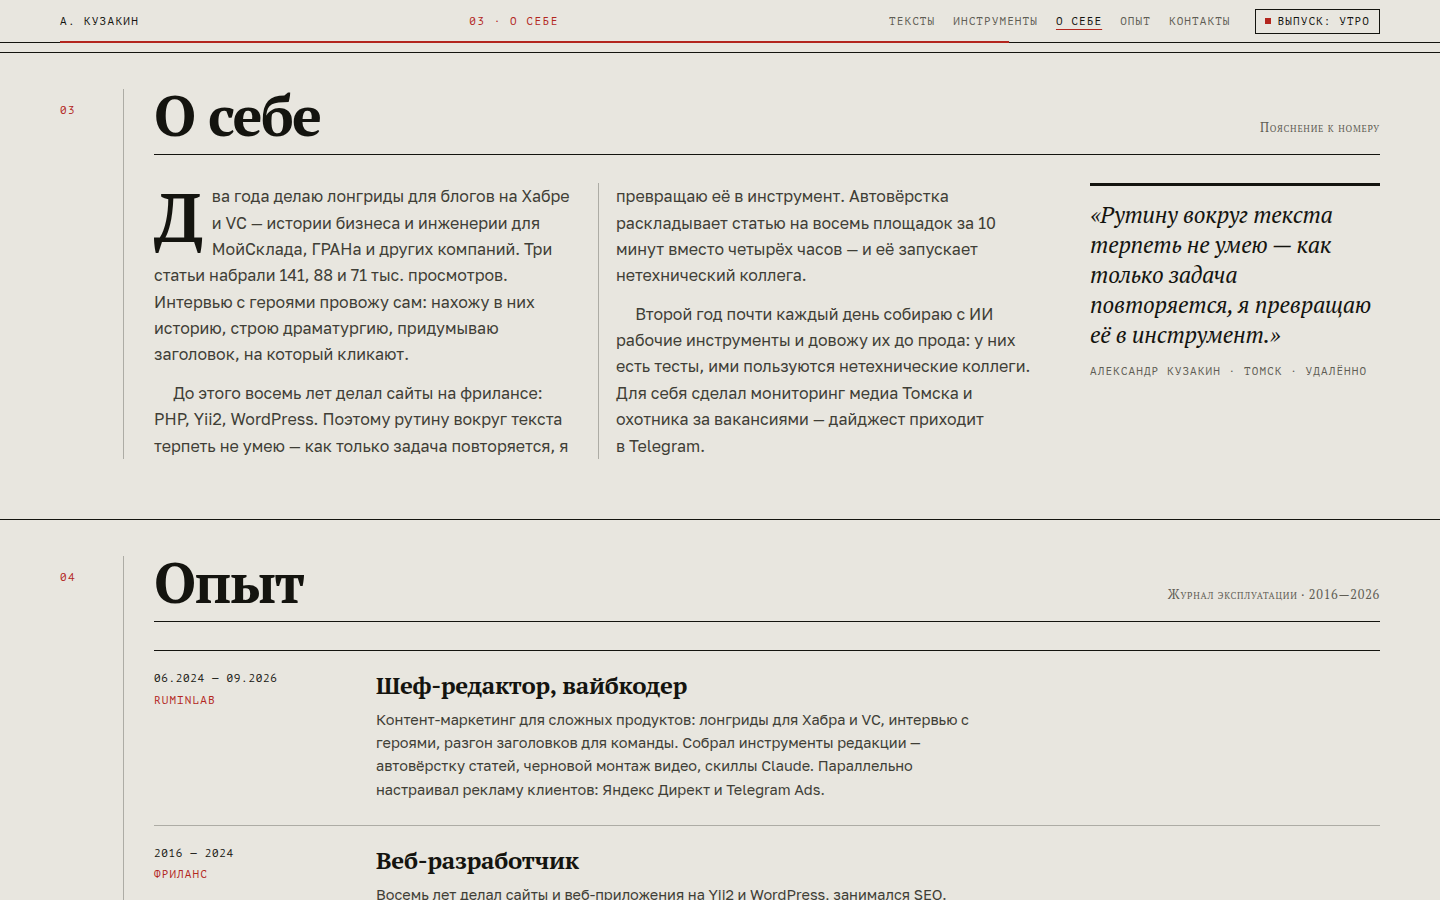 А. КУЗАКИН
03 · О СЕБЕ
ТЕКСТЫ ИНСТРУМЕНТЫ О СЕБЕ ОПЫТ КОНТАКТЫ
ВЫПУСК: УТРО
03
О себе
Пояснение к номеру
Два года делаю лонгриды для блогов на Хабре
и VC — истории бизнеса и инженерии для
МойСклада, ГРАНа и других компаний. Три
статьи набрали 141, 88 и 71 тыс. просмотров.
Интервью с героями провожу сам: нахожу в них
историю, строю драматургию, придумываю
заголовок, на который кликают.
До этого восемь лет делал сайты на фрилансе:
PHP, Yii2, WordPress. Поэтому рутину вокруг текста
терпеть не умею — как только задача повторяется, я
превращаю её в инструмент. Автовёрстка
раскладывает статью на восемь площадок за 10
минут вместо четырёх часов — и её запускает
нетехнический коллега.
Второй год почти каждый день собираю с ИИ
рабочие инструменты и довожу их до прода: у них
есть тесты, ими пользуются нетехнические коллеги.
Для себя сделал мониторинг медиа Томска и
охотника за вакансиями — дайджест приходит
в Telegram.
«Рутину вокруг текста
терпеть не умею — как
только задача
повторяется, я превращаю
её в инструмент.»
АЛЕКСАНДР КУЗАКИН · ТОМСК · УДАЛЁННО
04
Опыт
Журнал эксплуатации · 2016—2026
06.2024 — 09.2026
RUMINLAB
Шеф-редактор, вайбкодер
Контент-маркетинг для сложных продуктов: лонгриды для Хабра и VC, интервью с
героями, разгон заголовков для команды. Собрал инструменты редакции —
автовёрстку статей, черновой монтаж видео, скиллы Claude. Параллельно
настраивал рекламу клиентов: Яндекс Директ и Telegram Ads.
2016 — 2024
ФРИЛАНС
Веб-разработчик
Восемь лет делал сайты и веб-приложения на Yii2 и WordPress, занимался SEO.